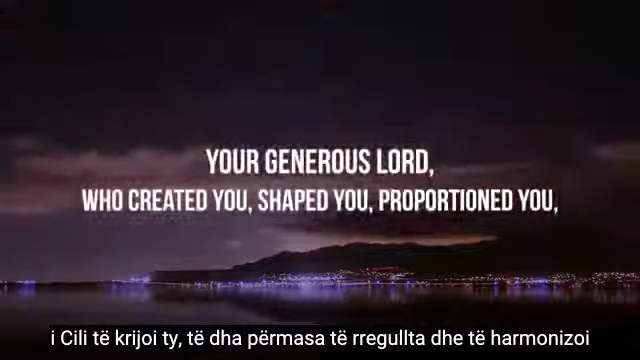 YOUR GENEROUS LORD,
WHO CREATED YOU, SHAPED YOU, PROPORTIONED YOU,
i Cili të krijoi ty, të dha përmasa të rregullta dhe të harmonizoi